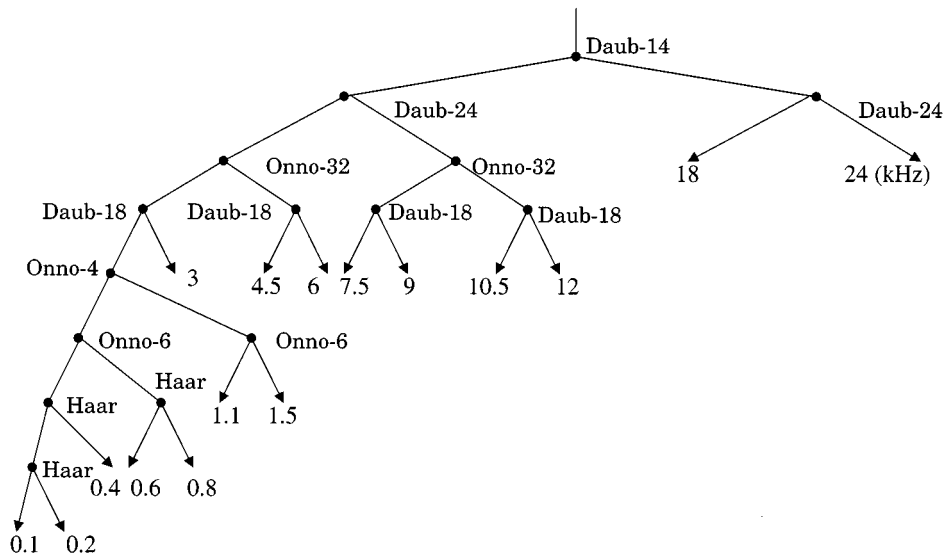 Daub-14
Daub-24
Daub-24
Onno-32
Onno-32
18
24 (kHz)
Daub-18
Daub-18
Daub-18
Daub-18
Onno-4
3
4.5
6
7.5
9
10.5
12
Onno-6
Onno-6
Haar
Haar
1.1
1.5
Haar
0.4
0.6
0.8
0.1
0.2